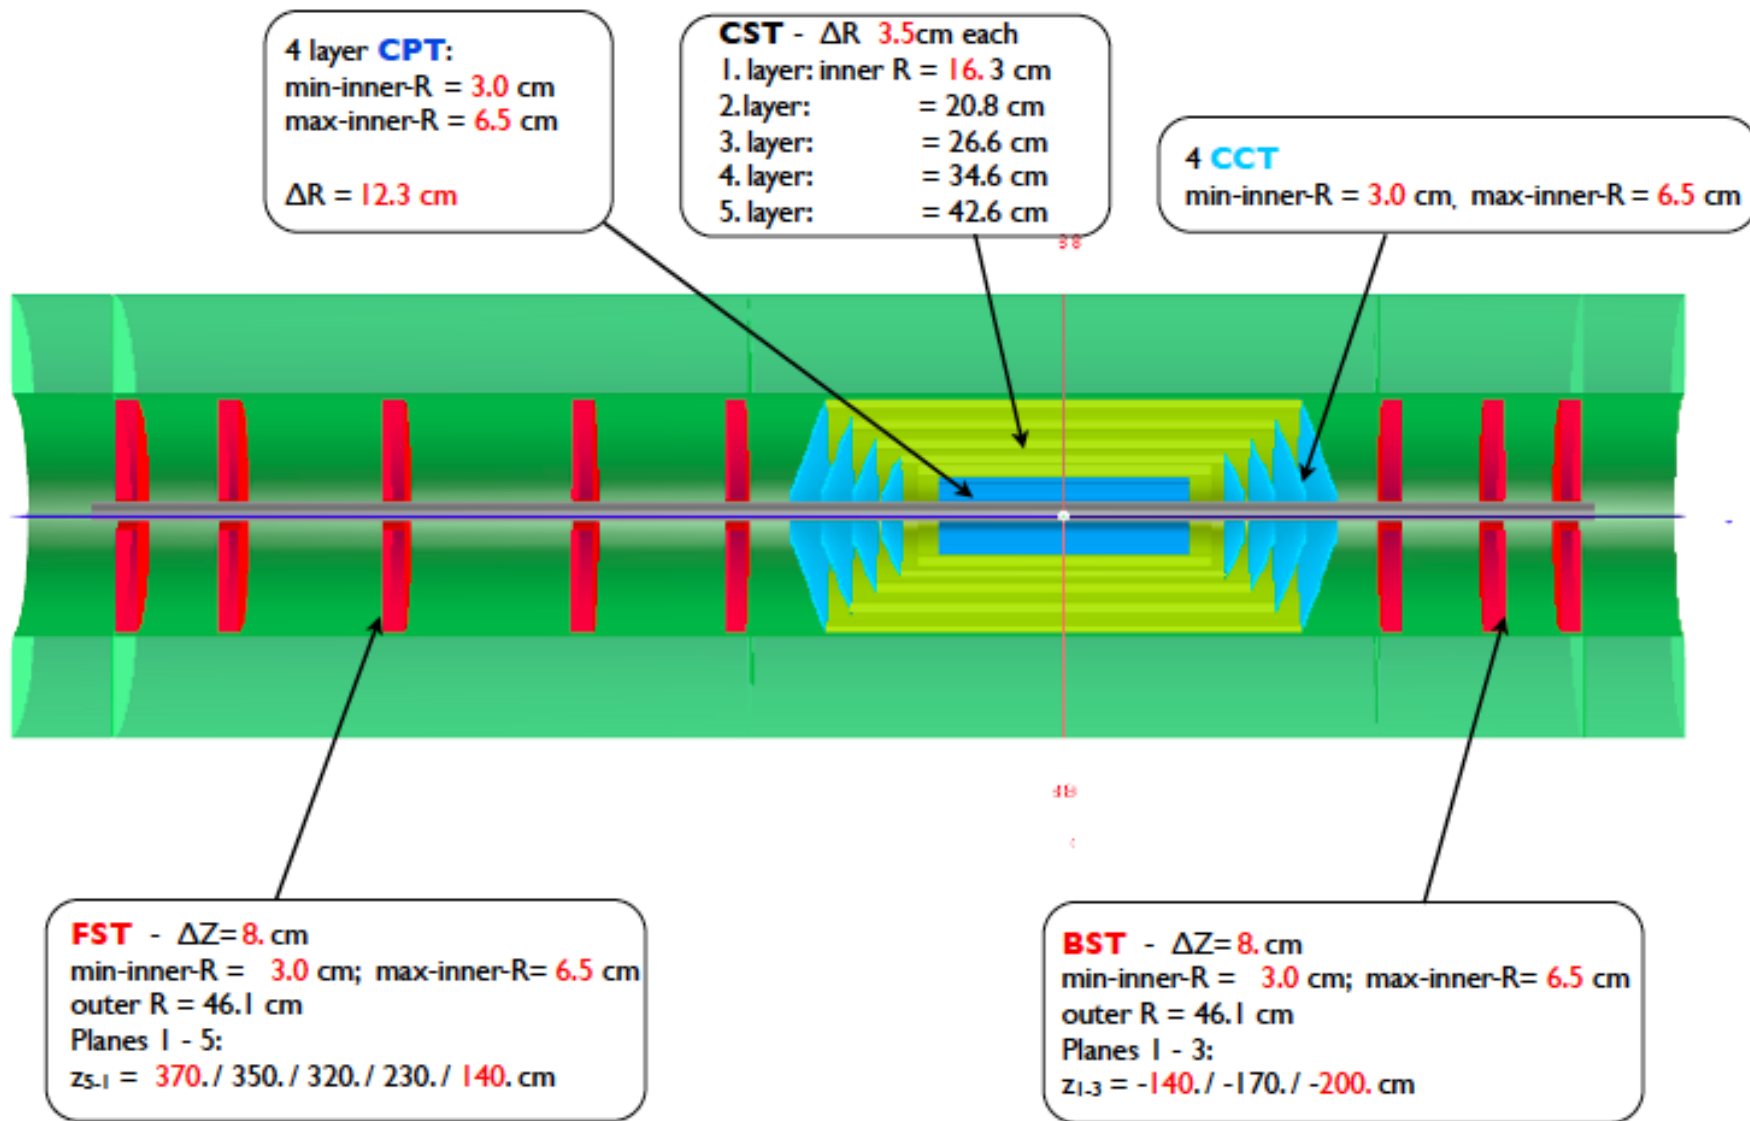 4 layer CPT:
min-inner-R = 3.0 cm
max-inner-R = 6.5 cm
ΔR = 12.3 cm
CST - ΔR 3.5cm each
1. layer: inner R = 16. 3 cm
2.layer: = 20.8 cm
3. layer: = 26.6 cm
4. layer: = 34.6 cm
5. layer: = 42.6 cm
4 CCT
min-inner-R = 3.0 cm, max-inner-R = 6.5 cm
FST - ΔZ= 8. cm
min-inner-R = 3.0 cm; max-inner-R= 6.5 cm
outer R = 46.1 cm
Planes 1 - 5:
z5-1 = 370. / 350. / 320. / 230. / 140. cm
BST - ΔZ= 8. cm
min-inner-R = 3.0 cm; max-inner-R= 6.5 cm
outer R = 46.1 cm
Planes 1 - 3:
z1-3 = -140. / -170. / -200. cm